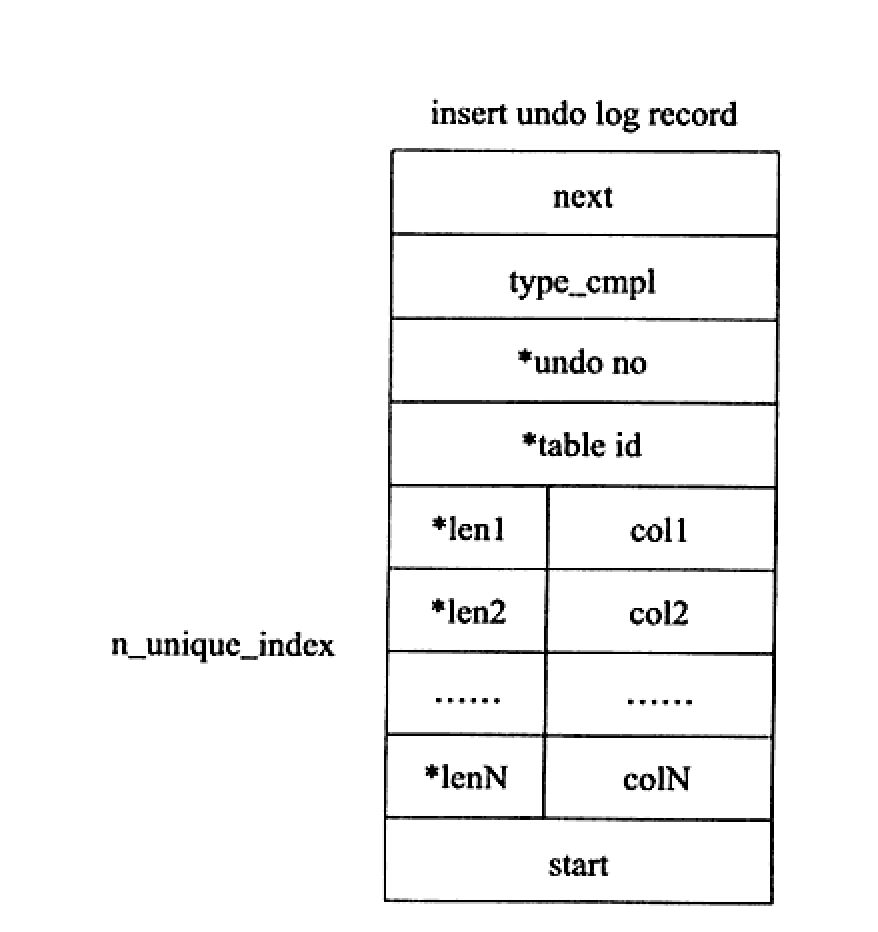 insert undo log record
next
type_cmpl
*undo no
*table id
*len1 col1
*len2 col2
n_unique_index
...... ......
*lenN colN
start